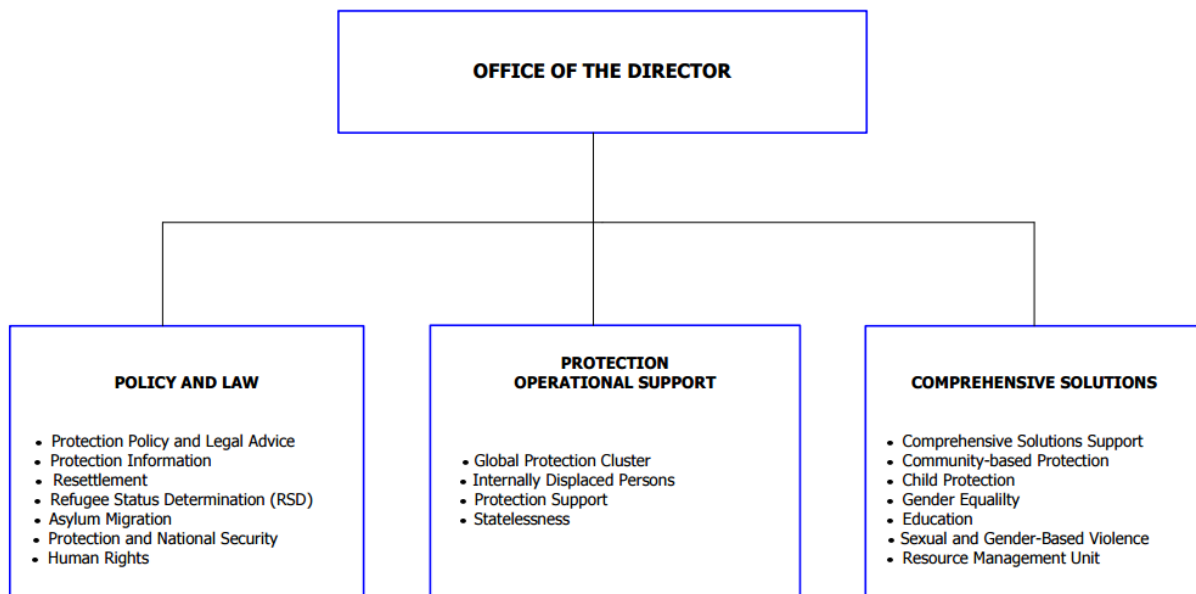 OFFICE OF THE DIRECTOR
POLICY AND LAW
• Protection Policy and Legal Advice
• Protection Information
• Resettlement
• Refugee Status Determination (RSD)
• Asylum Migration
• Protection and National Security
• Human Rights
PROTECTION
OPERATIONAL SUPPORT
• Global Protection Cluster
• Internally Displaced Persons
• Protection Support
• Statelessness
COMPREHENSIVE SOLUTIONS
• Comprehensive Solutions Support
• Community-based Protection
• Child Protection
• Gender Equalilty
• Education
• Sexual and Gender-Based Violence
• Resource Management Unit